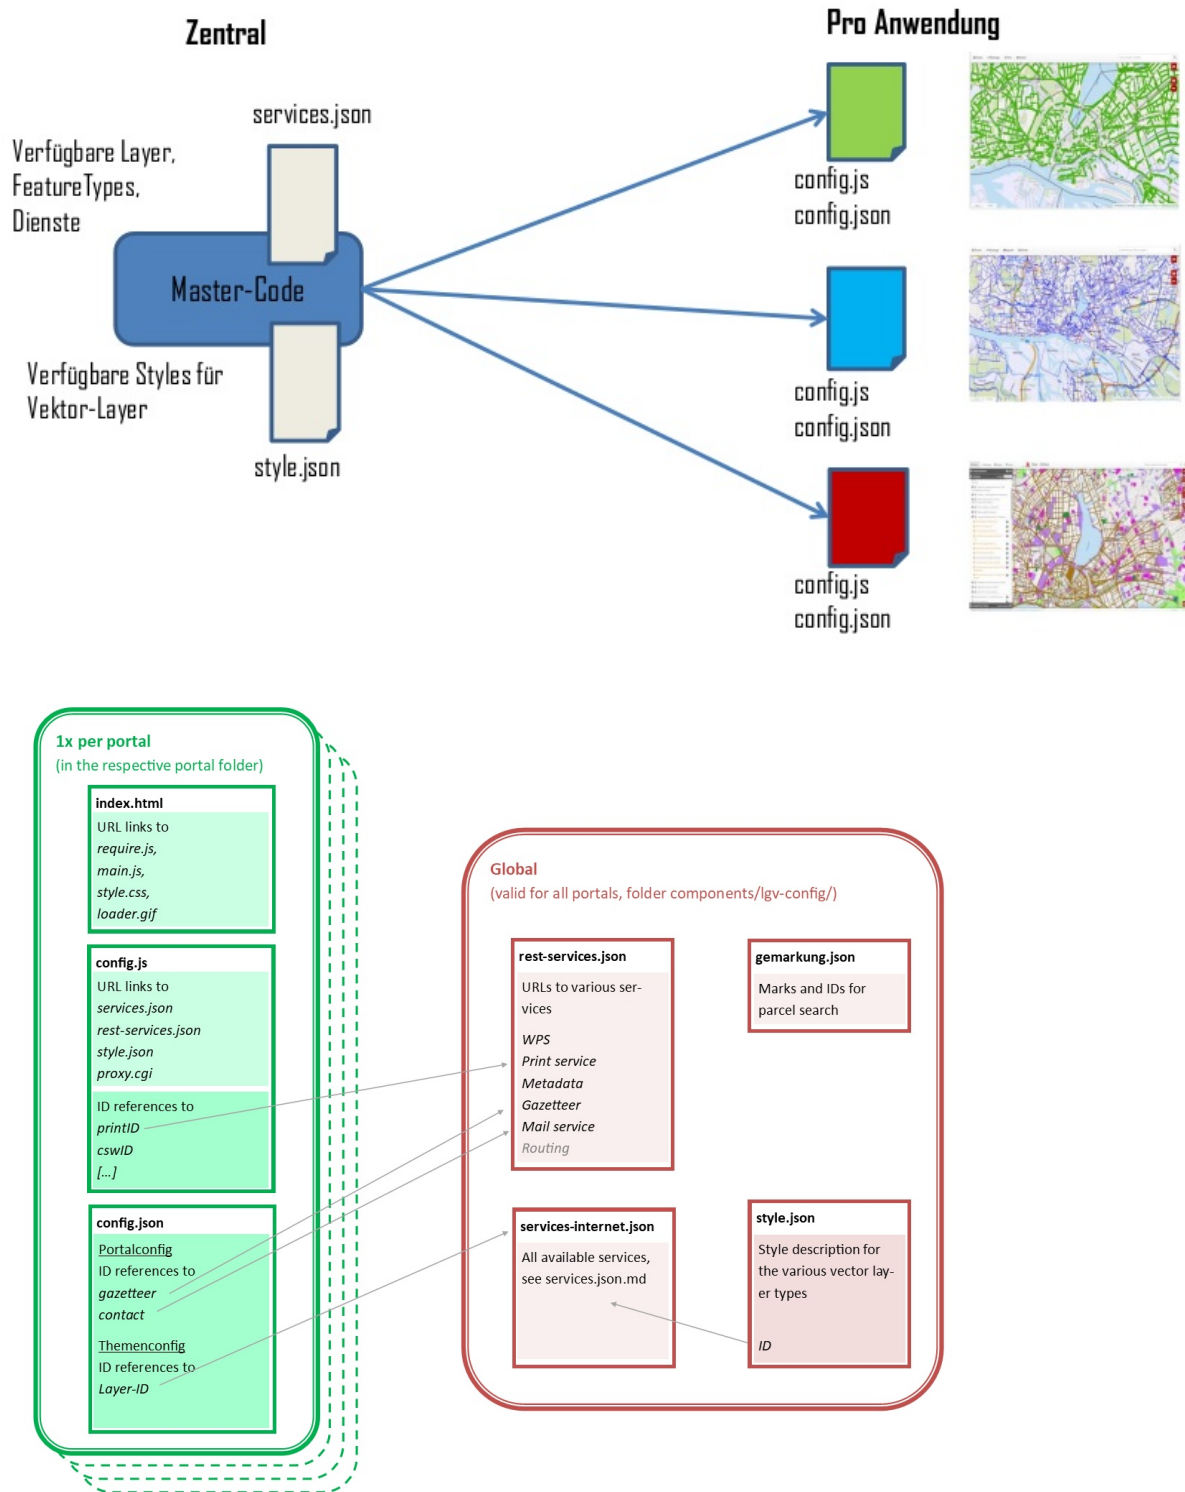 Zentral
Pro Anwendung
services.json
Verfügbare Layer,
FeatureTypes,
Dienste
Master-Code
Verfügbare Styles für
Vektor-Layer
style.json
config.js
config.json
config.js
config.json
config.js
config.json
1x per portal
(in the respective portal folder)
index.html
URL links to
require.js,
main.js,
style.css,
loader.gif
config.js
URL links to
services.json
rest-services.json
style.json
proxy.cgi
ID references to
printID
cswID
[...]
config.json
Portalconfig
ID references to
gazetteer
contact
Themenconfig
ID references to
Layer-ID
Global
(valid for all portals, folder components/lgv-config/)
rest-services.json
URLs to various ser-
vices
WPS
Print service
Metadata
Gazetteer
Mail service
Routing
gemarkung.json
Marks and IDs for
parcel search
services-internet.json
All available services,
see services.json.md
style.json
Style description for
the various vector lay-
er types
ID